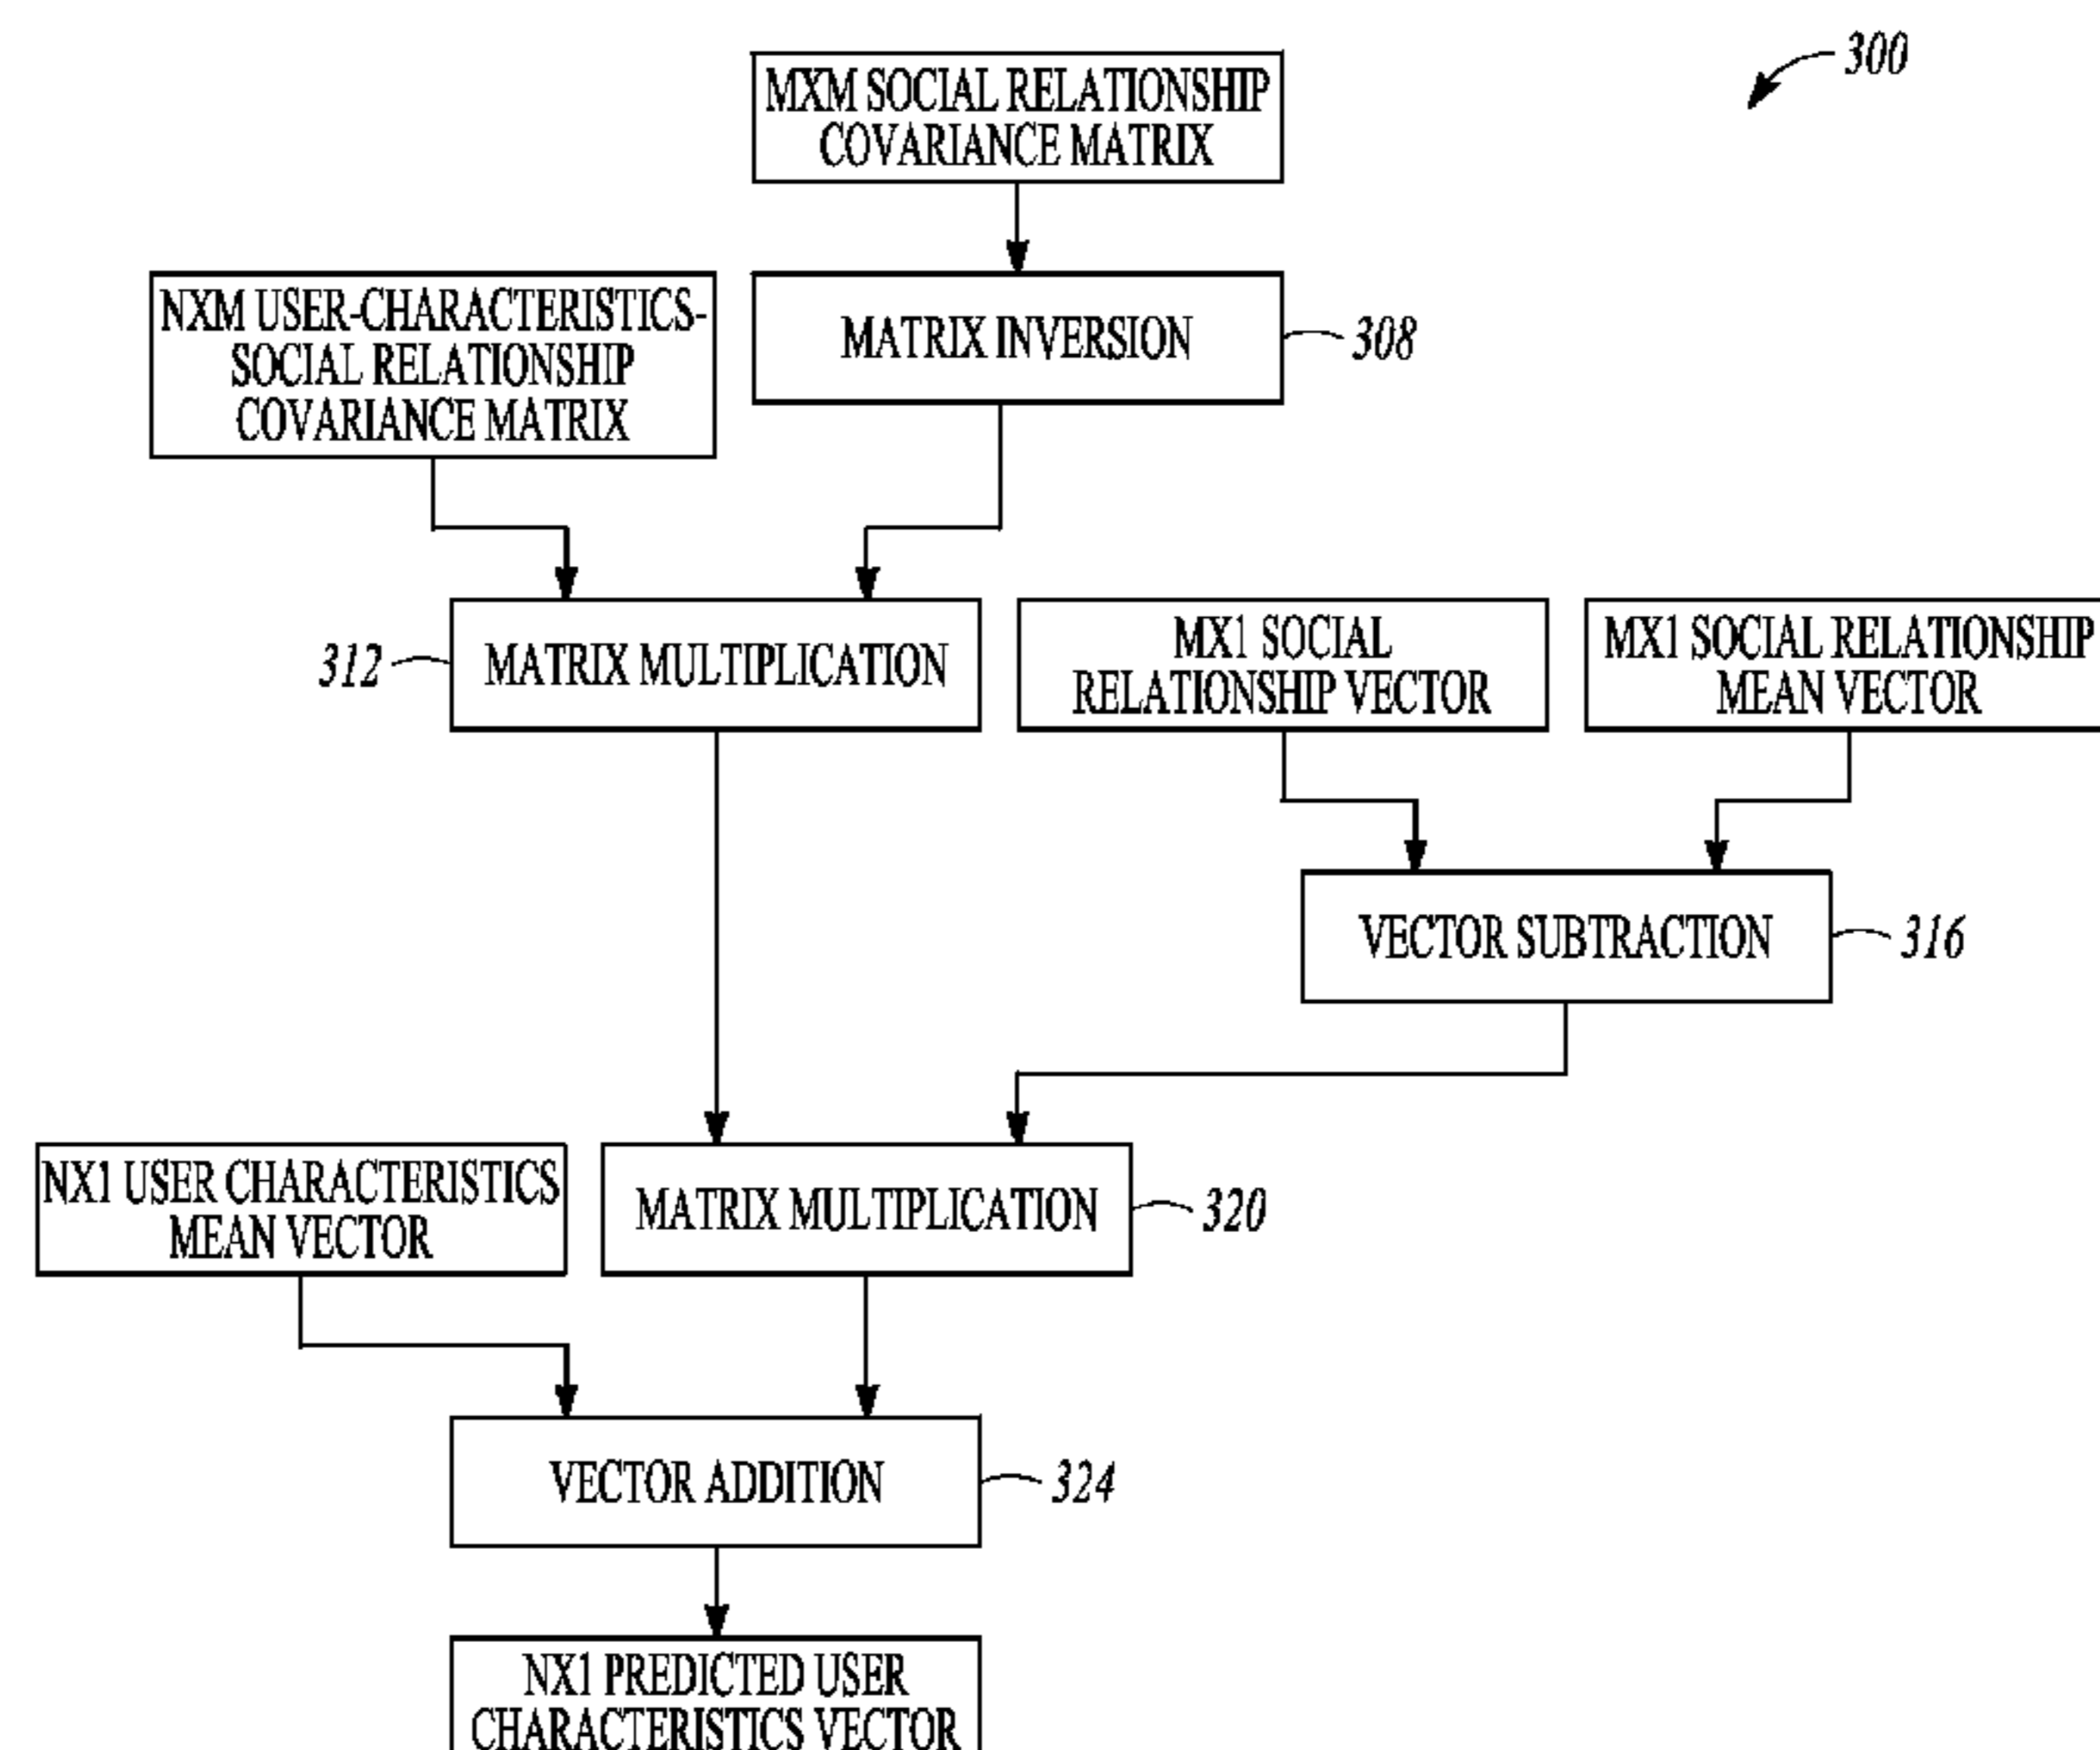 300
MXM SOCIAL RELATIONSHIP
COVARIANCE MATRIX
NXM USER-CHARACTERISTICS-
SOCIAL RELATIONSHIP
COVARIANCE MATRIX
MATRIX INVERSION
308
312
MATRIX MULTIPLICATION
MX1 SOCIAL
RELATIONSHIP VECTOR
MX1 SOCIAL RELATIONSHIP
MEAN VECTOR
VECTOR SUBTRACTION
316
NX1 USER CHARACTERISTICS
MEAN VECTOR
MATRIX MULTIPLICATION
320
VECTOR ADDITION
324
NX1 PREDICTED USER
CHARACTERISTICS VECTOR